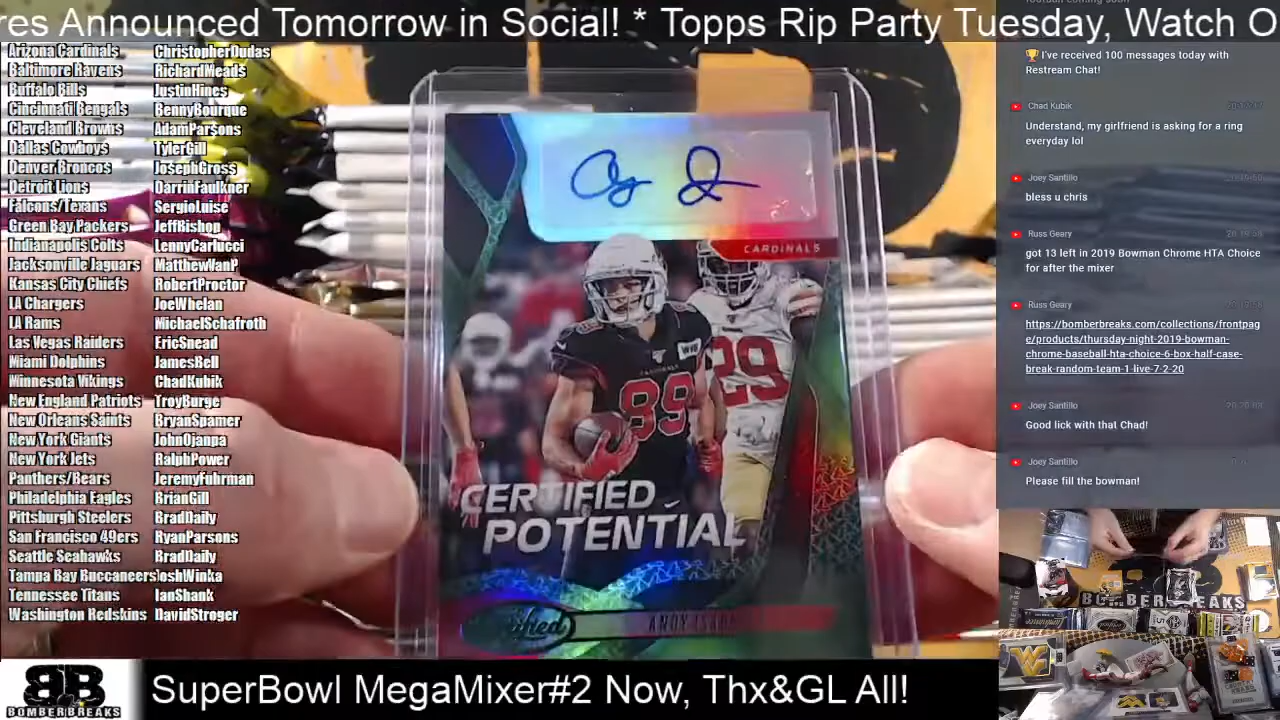 res Announced Tomorrow in Social! * Topps Rip Party Tuesday, Watch O
Arizona Cardinals ChristopherDudas
Baltimore Ravens RichardMeads
Buffalo Bills JustinHines
Cincinnati Bengals BennyBourque
Cleveland Browns AdamParsons
Dallas Cowboys TylerGill
Denver Broncos JosephGross
Detroit Lions DarrinFaulkner
Falcons/Texans SergioLuise
Green Bay Packers JeffRishop
Indianapolis Colts LennyCarlucci
Jacksonville Jaguars MatthewVanP
Kansas City Chiefs RobertProctor
LA Chargers JoeWhelan
LA Rams MichaelSchafroth
Las Vegas Raiders EricSnead
Miami Dolphins JamesBell
Minnesota Vikings ChadKubik
New England Patriots TroyBurge
New Orleans Saints BryanSpamer
New York Giants JohnOjanpa
New York Jets RalphPower
Panthers/Bears JeremyFuhrman
Philadelphia Eagles BrianGill
Pittsburgh Steelers BradDaily
San Francisco 49ers RyanParsons
Seattle Seahawks BradDaily
Tampa Bay Buccaneers JoshWinka
Tennessee Titans IanShank
Washington Redskins DavidStroger
CARDINALS
89
89
29
CERTIFIED
POTENTIAL
🏆 I've received 100 messages today with
Restream Chat!
Chad Kubik
Understand, my girlfriend is asking for a ring
everyday lol
Joey Santillo
bless u chris
Russ Geary
got 13 left in 2019 Bowman Chrome HTA Choice
for after the mixer
Russ Geary
https://bomberbreaks.com/collections/frontpag
e/products/thursday-night-2019-bowman-
chrome-baseball-hta-choice-6-box-half-case-
break-random-team-1-live-7-2-20
Joey Santillo
Good lick with that Chad!
Joey Santillo
Please fill the bowman!
BOMBERBREAKS
BB
BOMBERBREAKS
SuperBowl MegaMixer#2 Now, Thx&GL All!